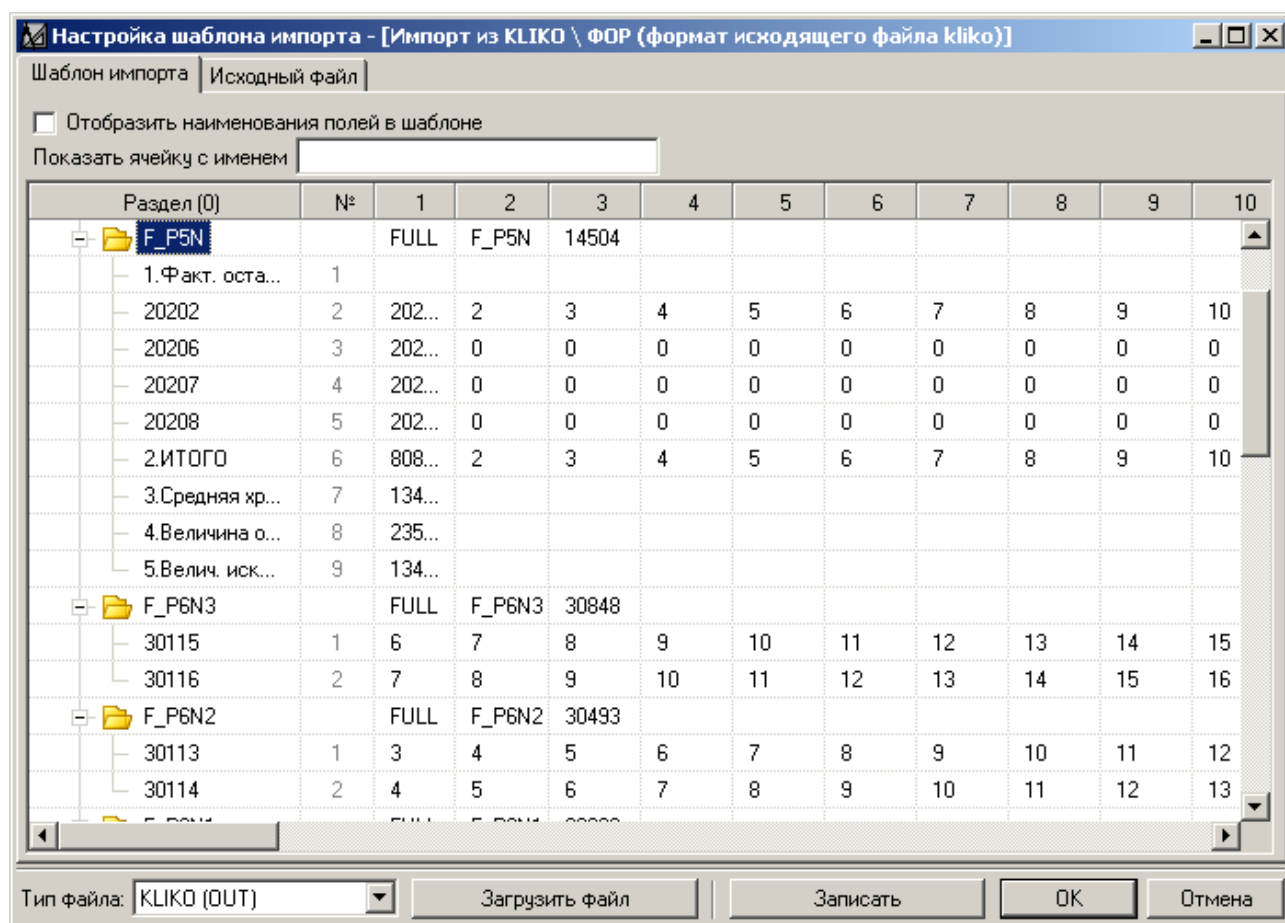 Настройка шаблона импорта - [Импорт из KLIKO \ ФОР (формат исходящего файла kliko)]
Шаблон импорта Исходный файл
Отобразить наименования полей в шаблоне
Показать ячейку с именем
Раздел (0) № 1 2 3 4 5 6 7 8 9 10
F_P5N FULL F_P5N 14504
1.Факт. оста... 1
20202 2 202... 2 3 4 5 6 7 8 9 10
20206 3 202... 0 0 0 0 0 0 0 0 0
20207 4 202... 0 0 0 0 0 0 0 0 0
20208 5 202... 0 0 0 0 0 0 0 0 0
2.ИТОГО 6 808... 2 3 4 5 6 7 8 9 10
3.Средняя хр... 7 134...
4.Величина о... 8 235...
5.Велич. иск... 9 134...
F_P6N3 FULL F_P6N3 30848
30115 1 6 7 8 9 10 11 12 13 14 15
30116 2 7 8 9 10 11 12 13 14 15 16
F_P6N2 FULL F_P6N2 30493
30113 1 3 4 5 6 7 8 9 10 11 12
30114 2 4 5 6 7 8 9 10 11 12 13
Тип файла: KLIKO (OUT) Загрузить файл Записать OK Отмена